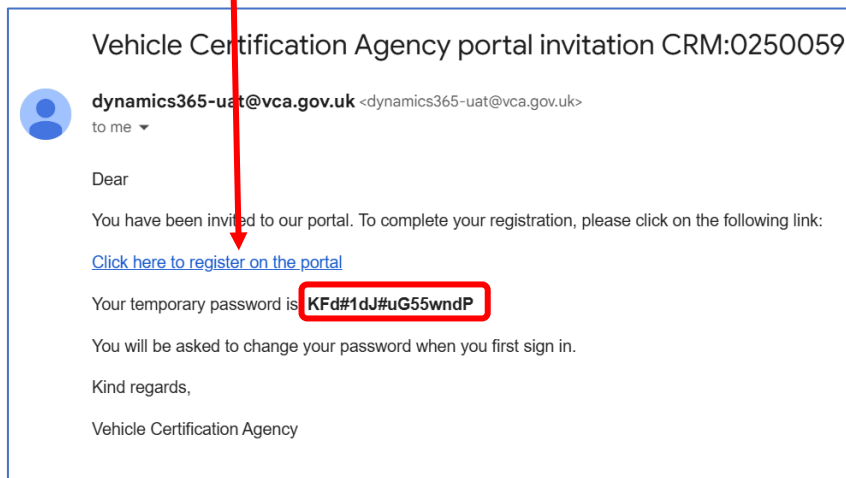 Vehicle Certification Agency portal invitation CRM:0250059
dynamics365-uat@vca.gov.uk <dynamics365-uat@vca.gov.uk>
to me
Dear
You have been invited to our portal. To complete your registration, please click on the following link:
Click here to register on the portal
Your temporary password is KFd#1dJ#uG55wndP
You will be asked to change your password when you first sign in.
Kind regards,
Vehicle Certification Agency